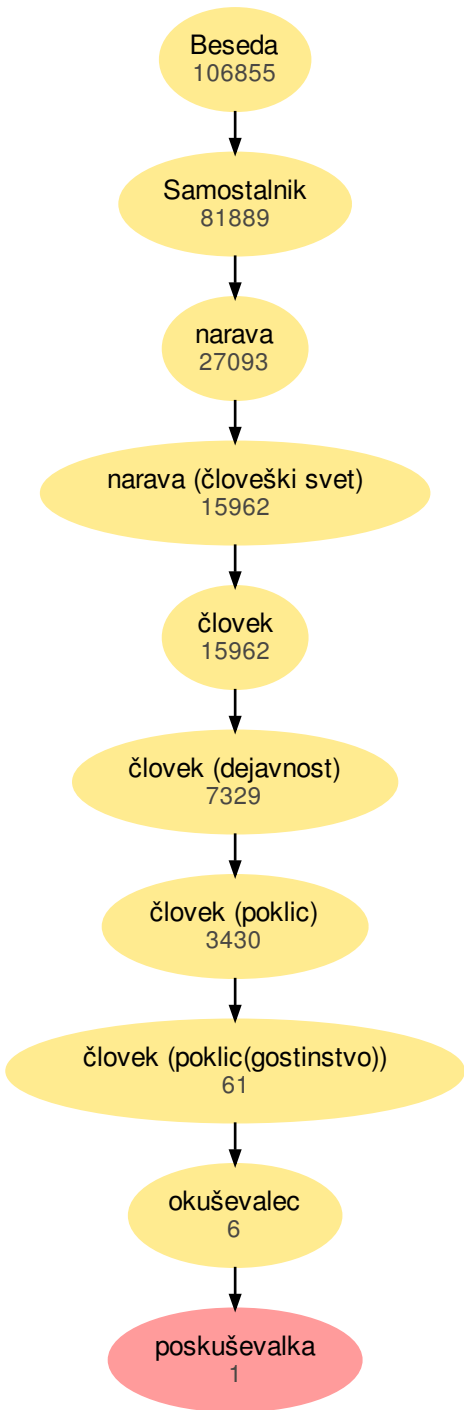 Beseda
106855
Samostalnik
81889
narava
27093
narava (človeški svet)
15962
človek
15962
človek (dejavnost)
7329
človek (poklic)
3430
človek (poklic(gostinstvo))
61
okuševalec
6
poskuševalka
1